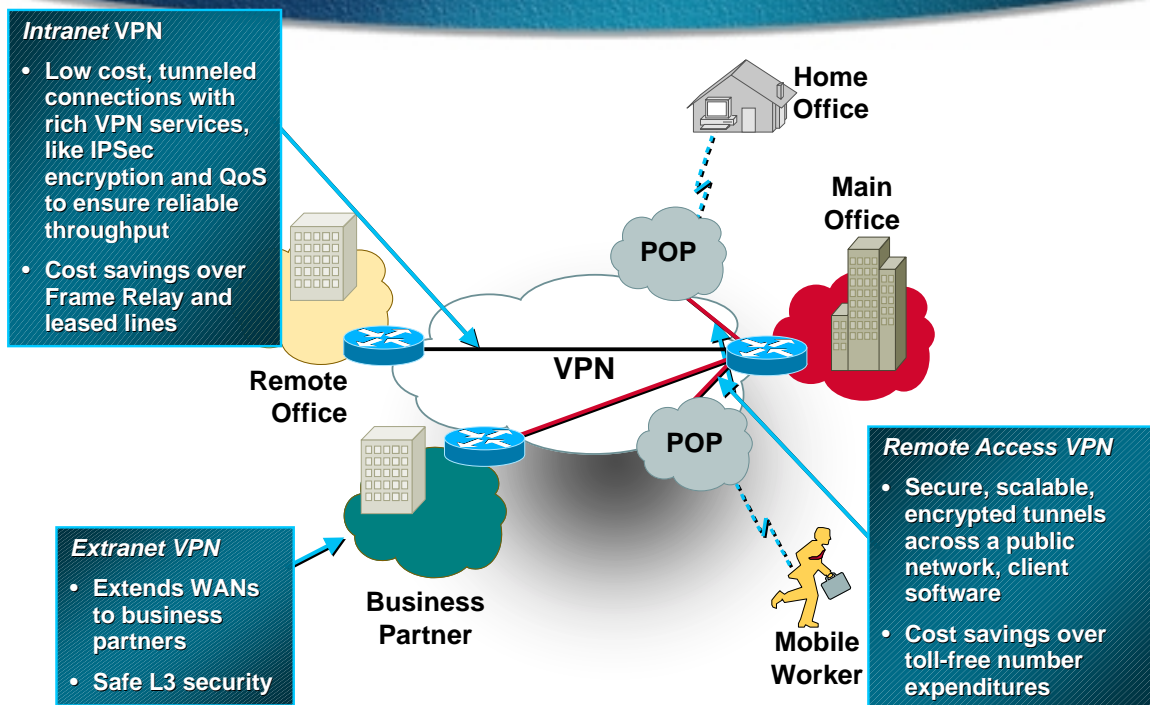 Intranet VPN
• Low cost, tunneled
connections with
rich VPN services,
like IPSec
encryption and QoS
to ensure reliable
throughput
• Cost savings over
Frame Relay and
leased lines
Home
Office
Main
Office
POP
VPN
Remote
Office
POP
Business
Partner
Mobile
Worker
Extranet VPN
• Extends WANs
to business
partners
• Safe L3 security
Remote Access VPN
• Secure, scalable,
encrypted tunnels
across a public
network, client
software
• Cost savings over
toll-free number
expenditures